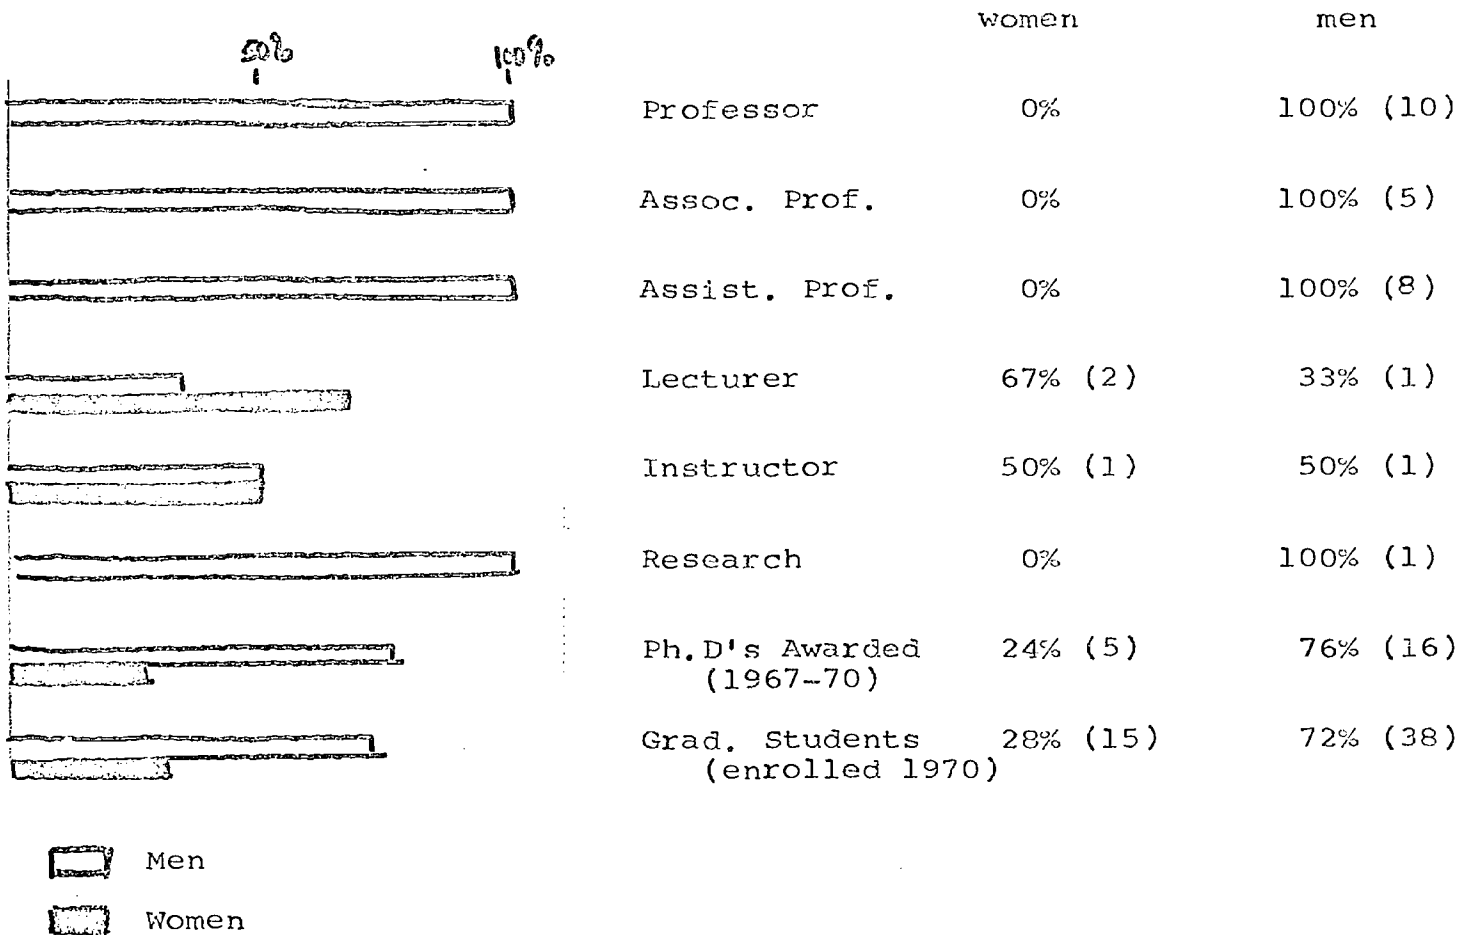 women men
50% 100%
Professor 0% 100% (10)
Assoc. Prof. 0% 100% (5)
Assist. Prof. 0% 100% (8)
Lecturer 67% (2) 33% (1)
Instructor 50% (1) 50% (1)
Research 0% 100% (1)
Ph.D's Awarded 24% (5) 76% (16)
(1967-70)
Grad. Students 28% (15) 72% (38)
(enrolled 1970)
Men
Women